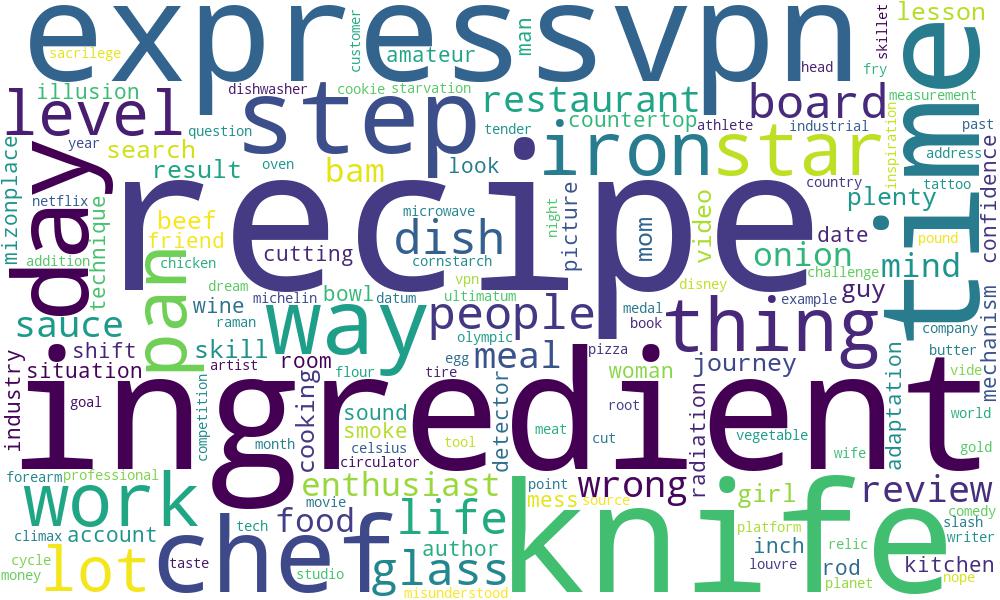 expressvpn
sacrilege
customer
amateur
man
head
skillet
fry
lesson
time
illusion
dishwasher
cookie
starvation
level
step
restaurant
board
measurement
question
tender
countertop
athlete
industrial
inspiration
past
year
day
search
result
oven
bam
look
iron
star
address
mizonplace
netflix
technique
addition
beef
friend
chicken
recipe
cutting
microwave
dish
cornstarch
night
picture
mom
video
country
plenty
tattoo
confidence
onion
date
pound
challenge
mind
pan
dream
vpn
disney
wine
michelin
bowl
datum
ultimatum
raman
medal
book
example
guy
mechanism
company
sauce
way
people
olympic
thing
shift
skill
artist
room
egg
meal
pizza
journey
butter
vide
industry
situation
flour
tire
woman
adaptation
world
ingredient
goal
competition
cooking
sound
smoke
detector
root
radiation
vegetable
gold
month
celsius
circulator
tool
meat
cut
wife
forearm
professional
enthusiast
point
wrong
mess
source
girl
review
work
movie
knife
platform
comedy
climax
account
tech
food
life
relic
slash
writer
cycle
money
lot
chef
taste
studio
author
glass
misunderstood
inch
louvre
rod
planet
kitchen
nope